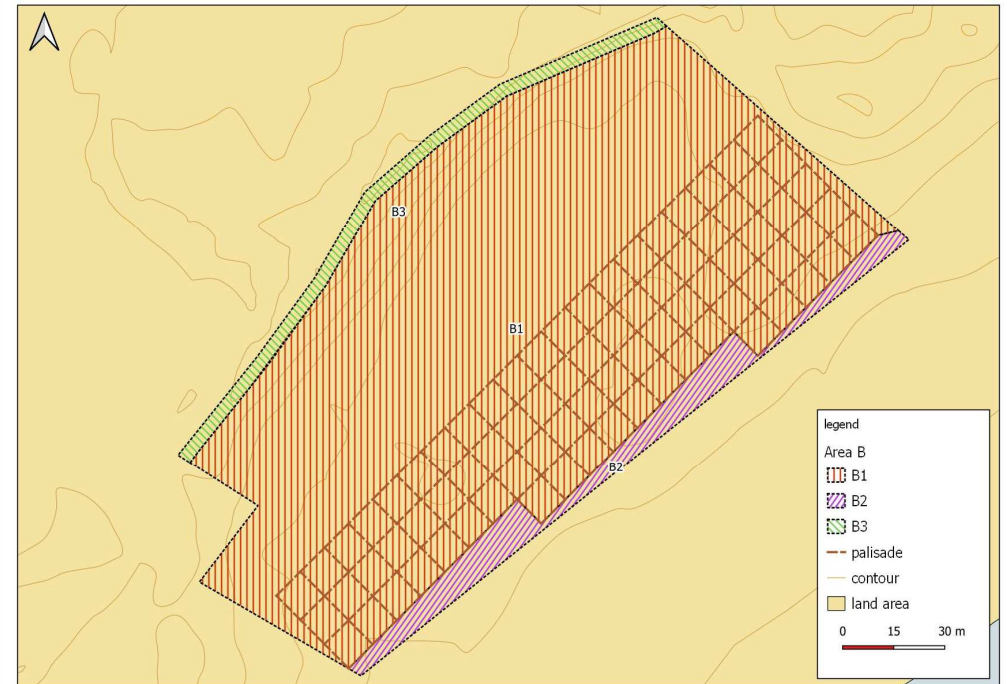 B3
B1
B2
legend
Area B
B1
B2
B3
palisade
contour
land area
0 15 30 m